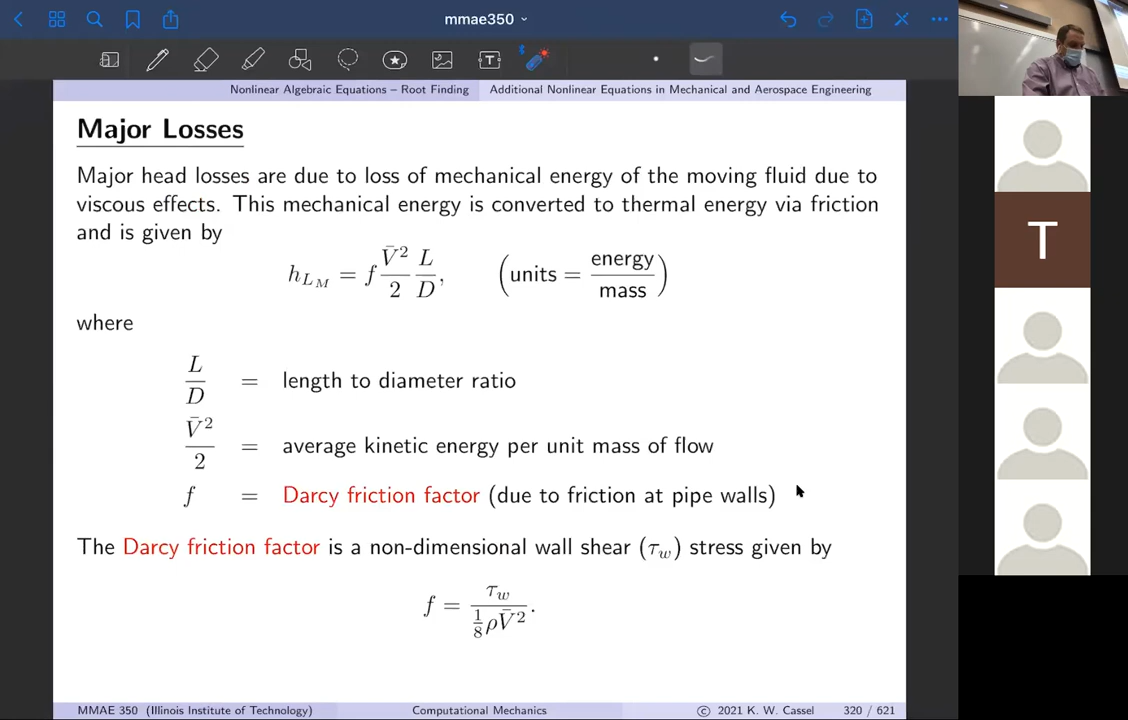 mmae350
Nonlinear Algebraic Equations – Root Finding Additional Nonlinear Equations in Mechanical and Aerospace Engineering
Major Losses
Major head losses are due to loss of mechanical energy of the moving fluid due to
viscous effects. This mechanical energy is converted to thermal energy via friction
and is given by
h_{L_M} = f \frac{\bar{V}^2}{2} \frac{L}{D}, (units = \frac{energy}{mass})
where
\frac{L}{D} = length to diameter ratio
\frac{\bar{V}^2}{2} = average kinetic energy per unit mass of flow
f = Darcy friction factor (due to friction at pipe walls)
The Darcy friction factor is a non-dimensional wall shear (τ_w) stress given by
f = \frac{τ_w}{\frac{1}{8}ρ\bar{V}^2}.
MMAE 350 (Illinois Institute of Technology) Computational Mechanics © 2021 K. W. Cassel 320 / 621
T